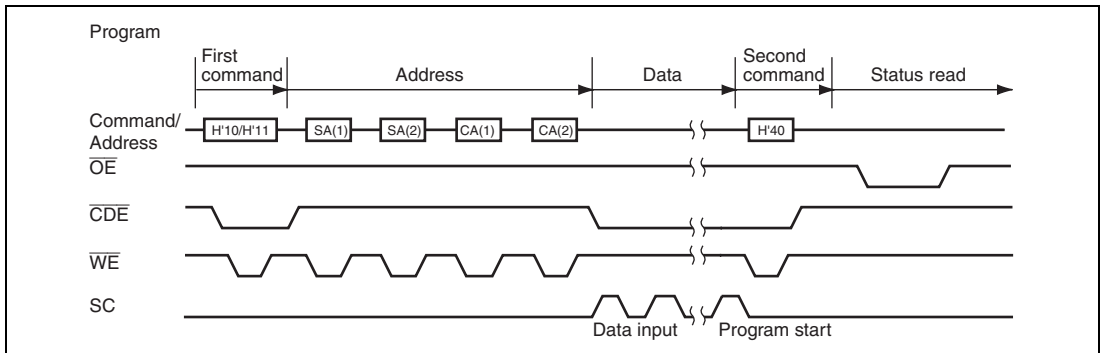 Program
First command
Address
Data
Second command
Status read
Command/
Address
H'10/H'11
SA(1)
SA(2)
CA(1)
CA(2)
H'40
OE
CDE
WE
SC
Data input
Program start